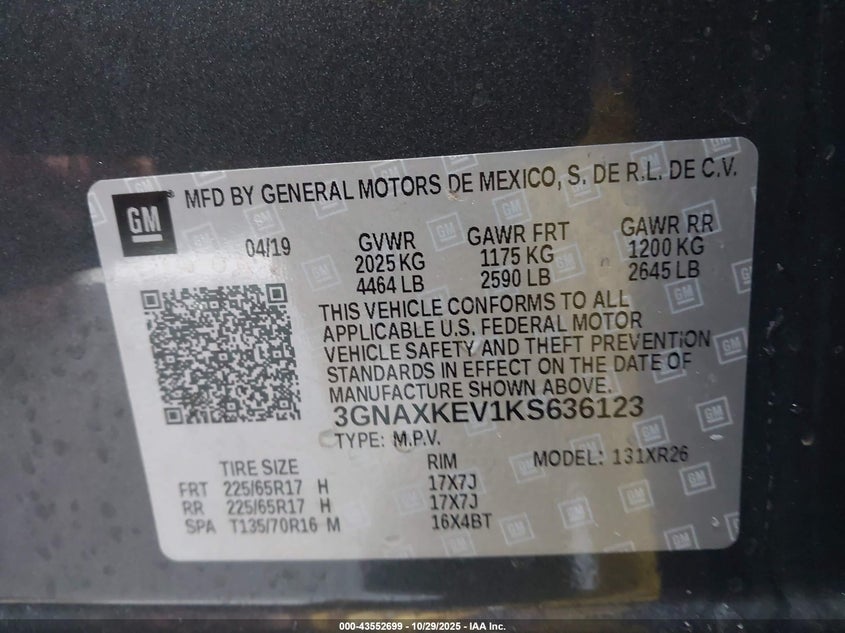 GM ® MFD BY GENERAL MOTORS DE MEXICO, S. DE R.L. DE C.V.
04/19 GVWR GAWR FRT GAWR RR
2025 KG 1175 KG 1200 KG
4464 LB 2590 LB 2645 LB
THIS VEHICLE CONFORMS TO ALL
APPLICABLE U.S. FEDERAL MOTOR
VEHICLE SAFETY AND THEFT PREVENTION
STANDARDS IN EFFECT ON THE DATE OF
MANUFACTURE SHOWN ABOVE.
3GNAXKEV1KS636123
TYPE: M.P.V.
MODEL: 131XR26
TIRE SIZE RIM
FRT 225/65R17 H 17X7J
RR 225/65R17 H 17X7J
SPA T135/70R16 M 16X4BT
000-43552699 | 10/29/2025 - IAA Inc.